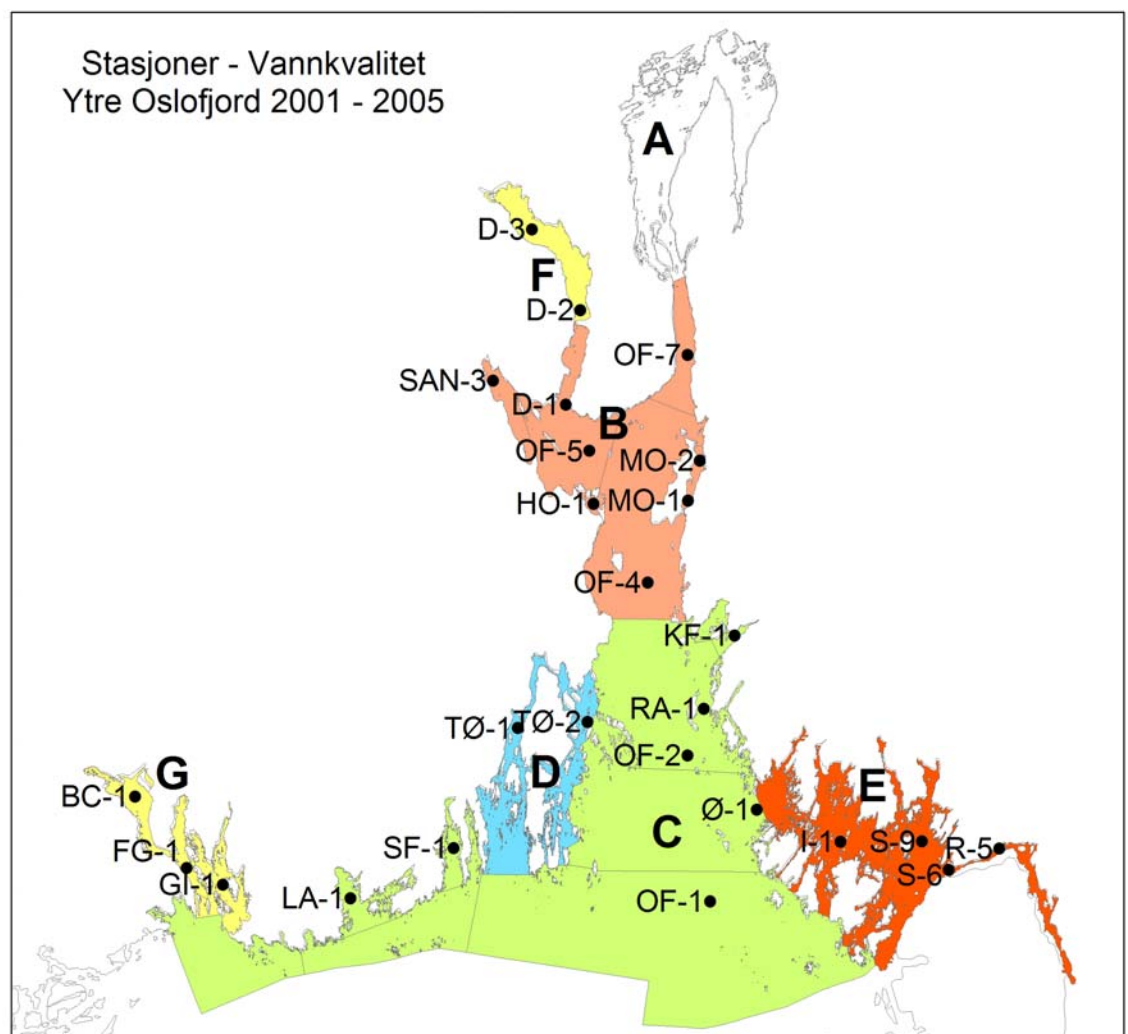 Stasjoner - Vannkvalitet
Ytre Oslofjord 2001 - 2005
A
D-3
F
D-2
OF-7
SAN-3
D-1
B
OF-5
MO-2
HO-1
MO-1
OF-4
KF-1
RA-1
TØ-1
TØ-2
OF-2
G
D
E
BC-1
Ø-1
C
FG-1
SF-1
I-1
S-9
R-5
GI-1
S-6
LA-1
OF-1